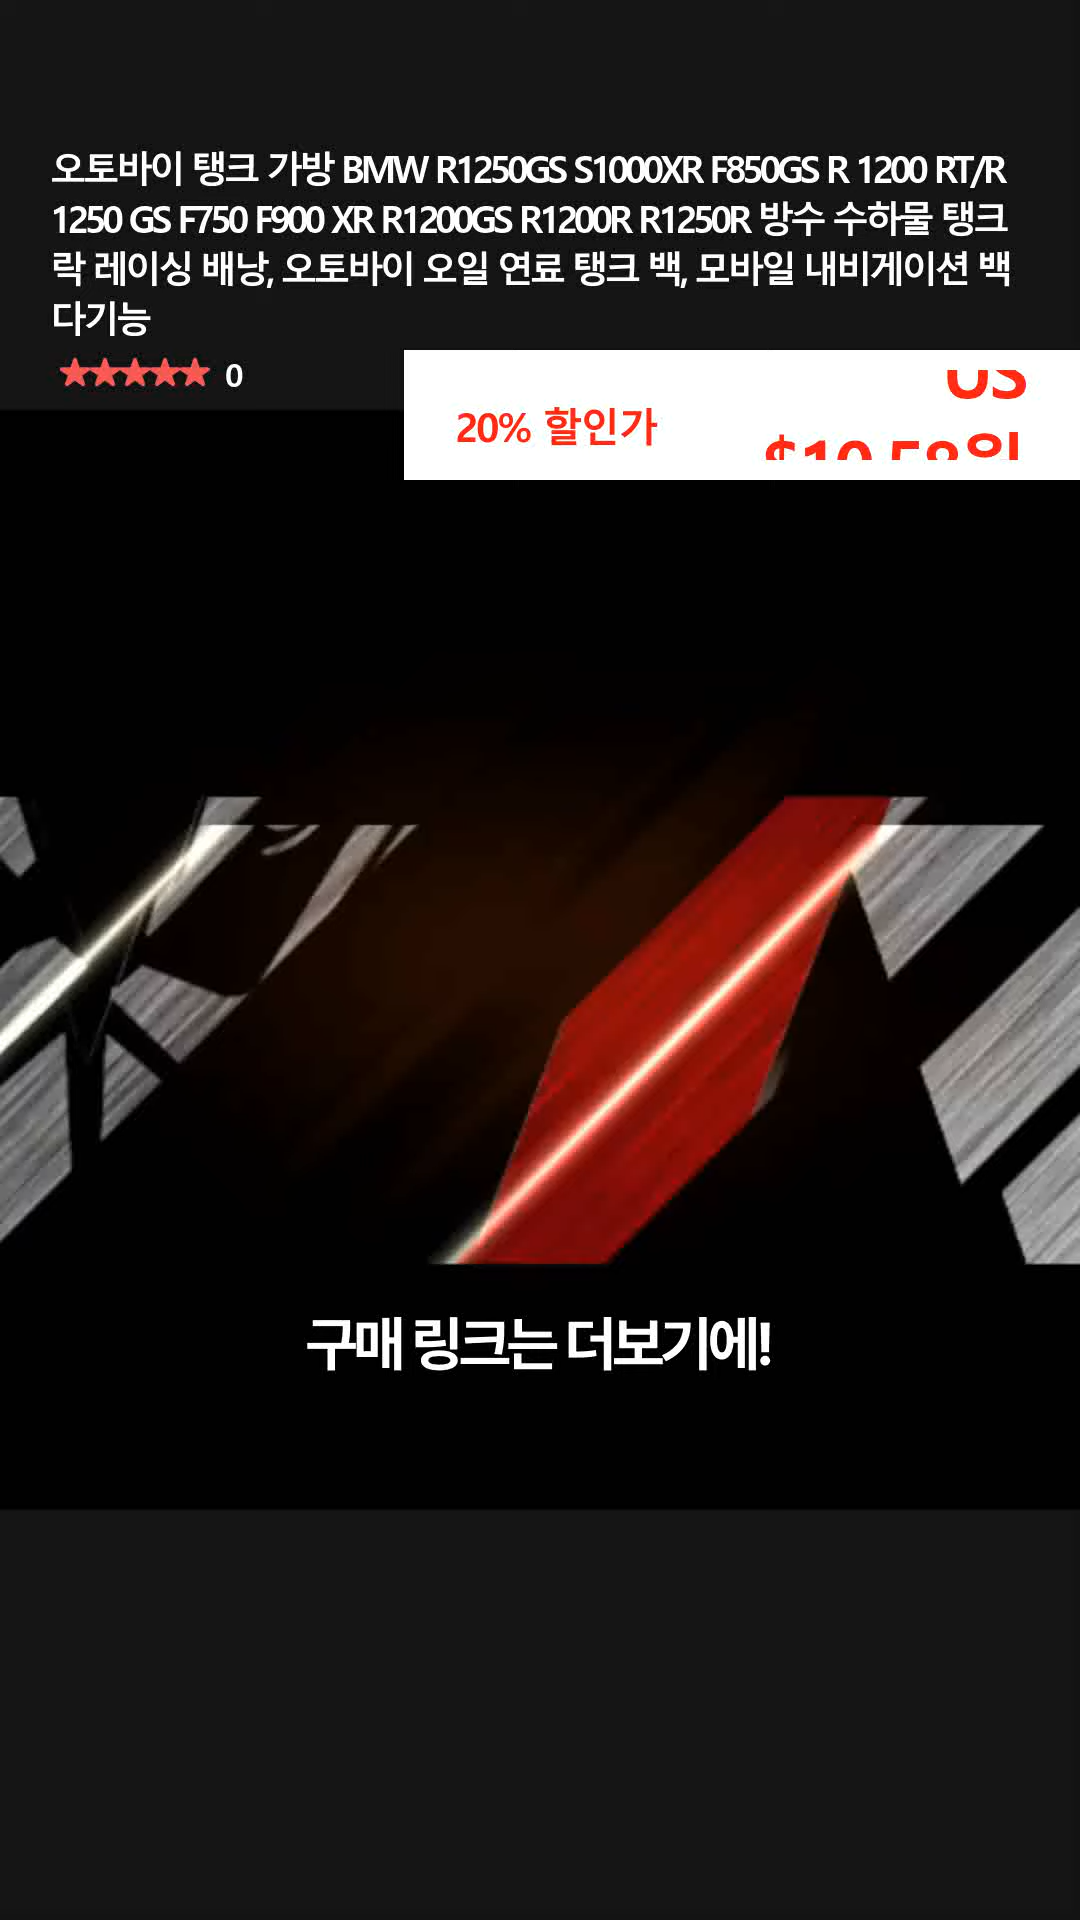 오토바이 탱크 가방 BMW R1250GS S1000XR F850GS R 1200 RT/R
1250 GS F750 F900 XR R1200GS R1200R R1250R 방수 수하물 탱크
락 레이싱 배낭, 오토바이 오일 연료 탱크 백, 모바일 내비게이션 백
다기능
★★★★★ 0
20% 할인가
US
구매 링크는 더보기에!